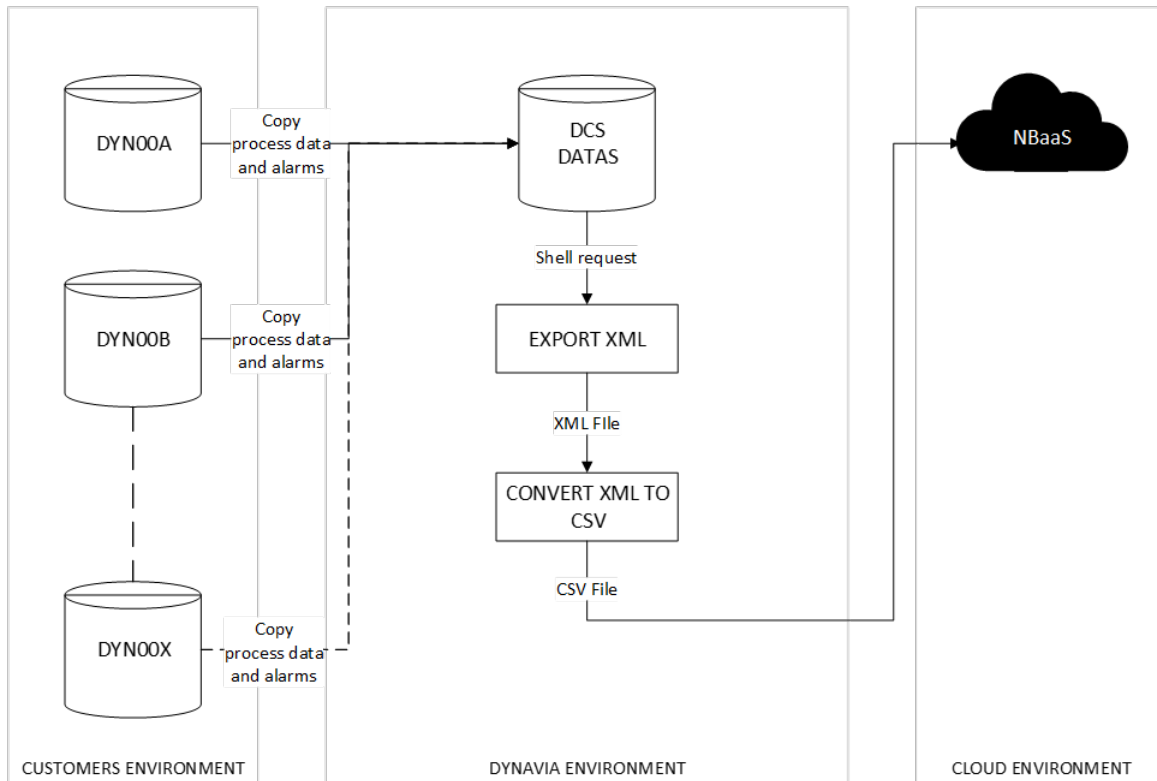 DYN00A
Copy
process data
and alarms
DCS
DATAS
NBaaS
Shell request
DYN00B
Copy
process data
and alarms
EXPORT XML
XML FIle
CONVERT XML TO
CSV
CSV File
DYN00X
Copy
process data
and alarms
CUSTOMERS ENVIRONMENT
DYNAVIA ENVIRONMENT
CLOUD ENVIRONMENT